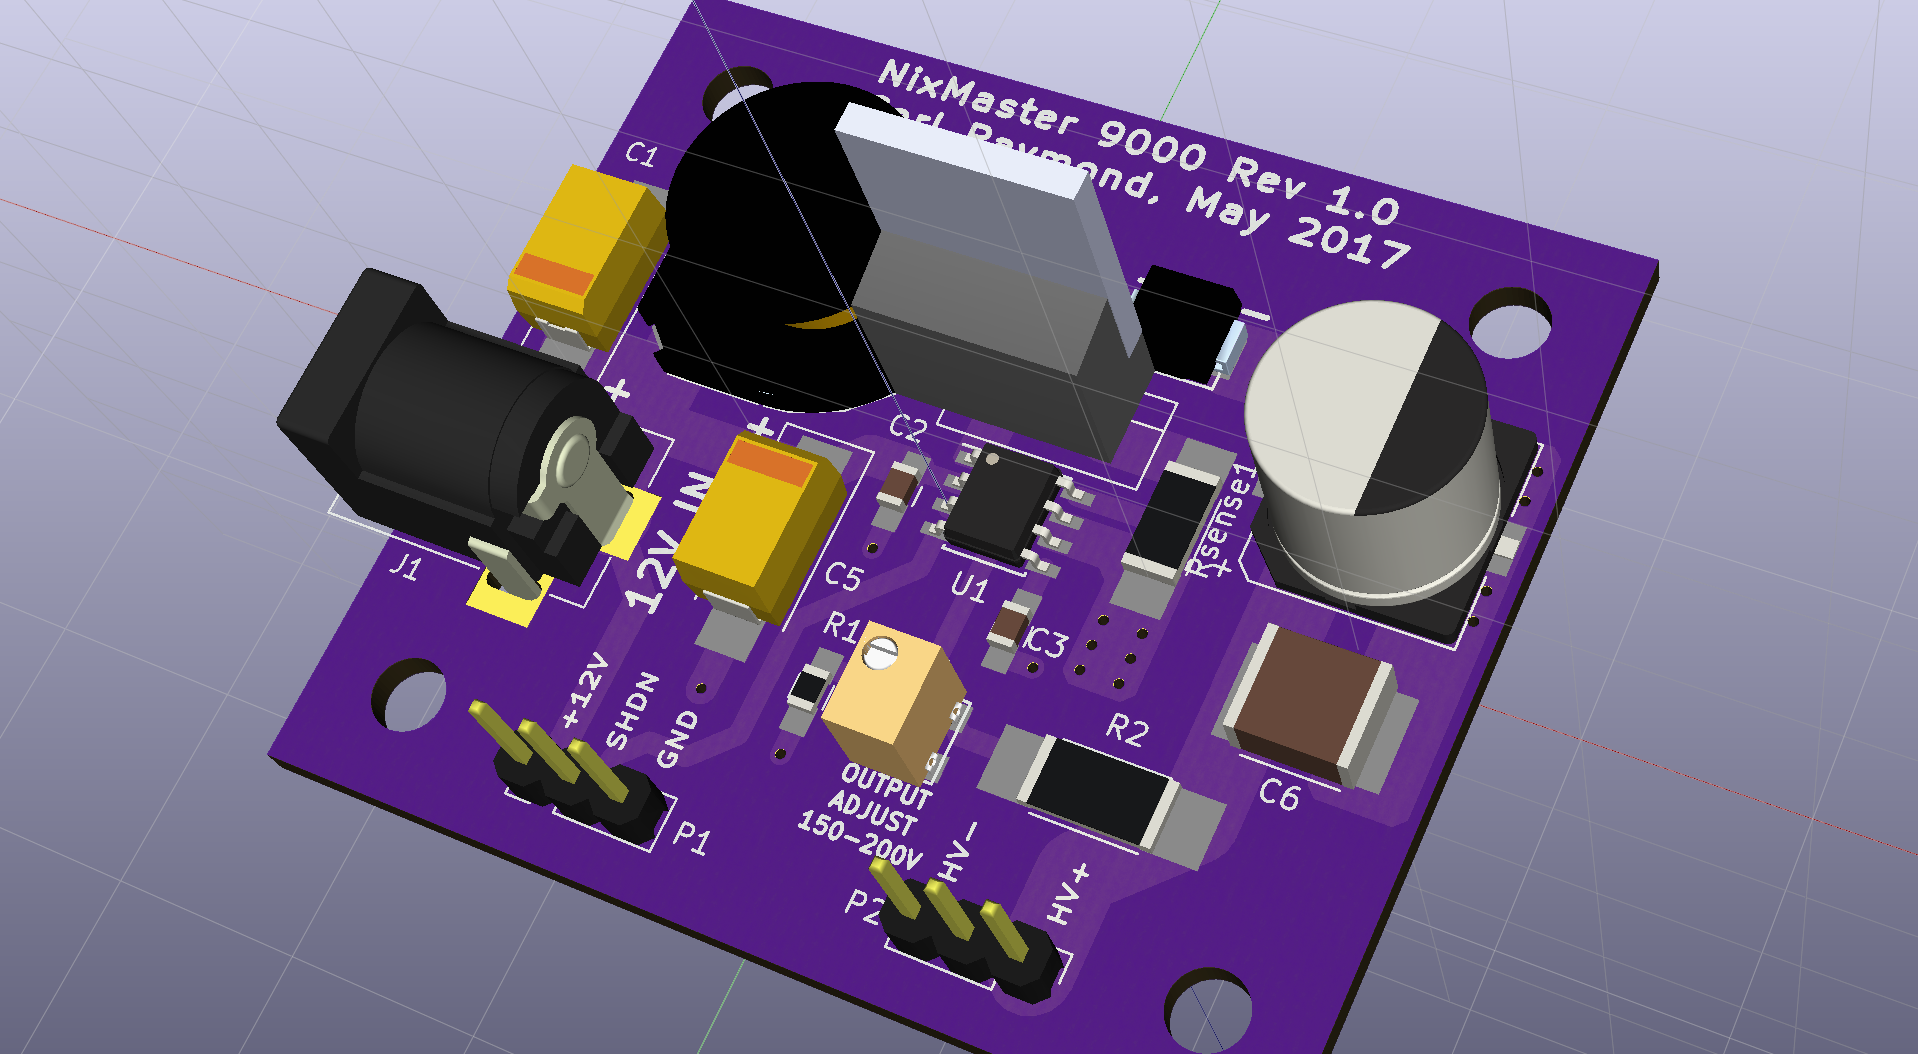 NixMaster 9000 Rev 1.0
Raymond, May 2017
C1
+
+
C2
12V IN
J1
C5
U1
Rsense1
+
R1
C3
+12V
SHDN
GND
R2
C6
P1
OUTPUT
ADJUST
150-200V
HV-
HV+
P2